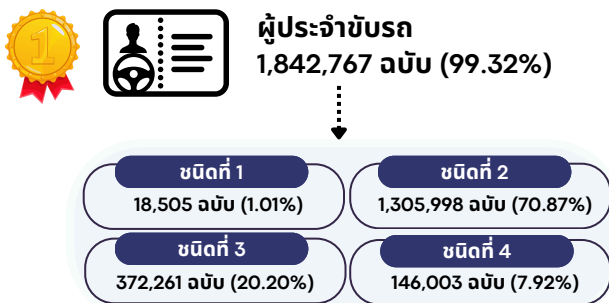 1
ผู้ประจำขับรถ
1,842,767 ฉบับ (99.32%)
ชนิดที่ 1
18,505 ฉบับ (1.01%)
ชนิดที่ 2
1,305,998 ฉบับ (70.87%)
ชนิดที่ 3
372,261 ฉบับ (20.20%)
ชนิดที่ 4
146,003 ฉบับ (7.92%)